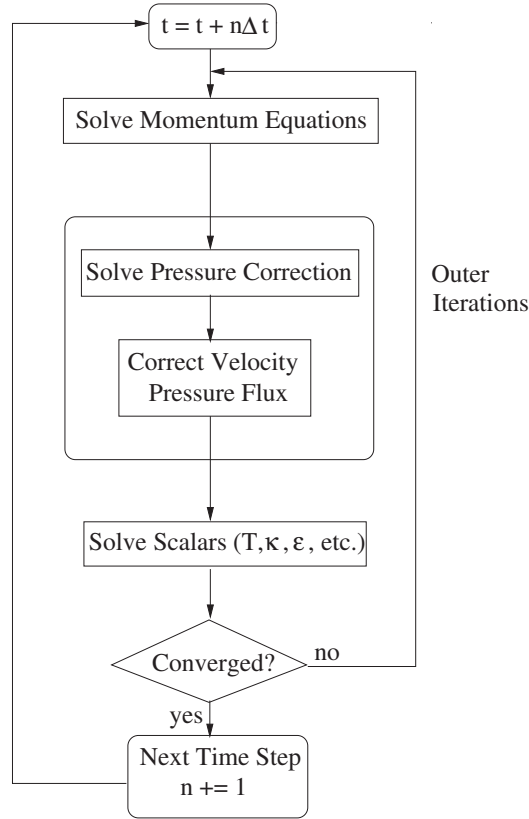 t = t + nΔt
Solve Momentum Equations
Solve Pressure Correction
Outer
Iterations
Correct Velocity
Pressure Flux
Solve Scalars (T,κ,ε, etc.)
Converged?
no
yes
Next Time Step
n += 1